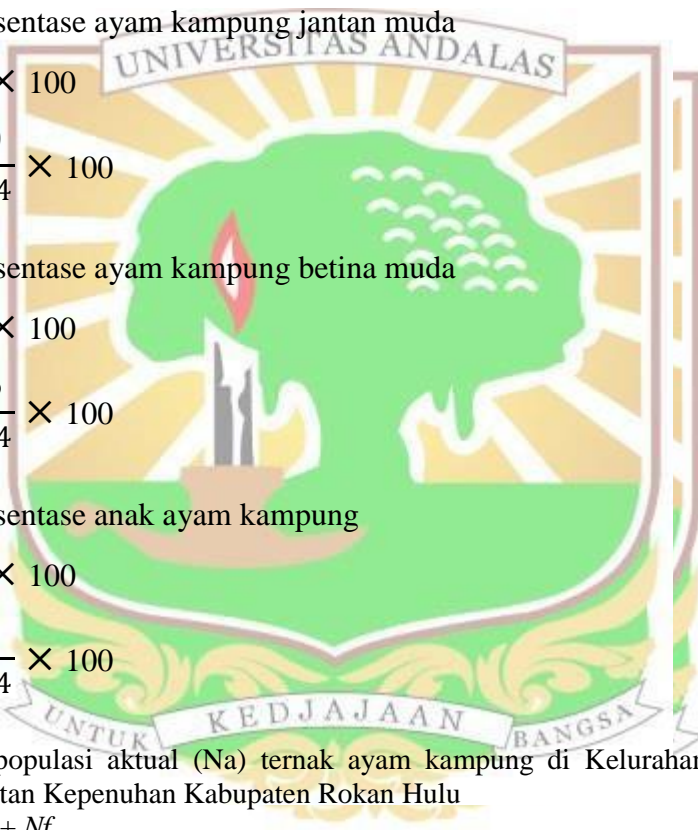 sentase ayam kampung jantan muda
UNIVERSITAS ANDALAS
× 100
4 × 100
sentase ayam kampung betina muda
× 100
4 × 100
sentase anak ayam kampung
× 100
4 × 100
UNTUK KEDJAJAAN BANGSA
populasi aktual (Na) ternak ayam kampung di Kelurahan
tan Kepenuhan Kabupaten Rokan Hulu
+ Nf